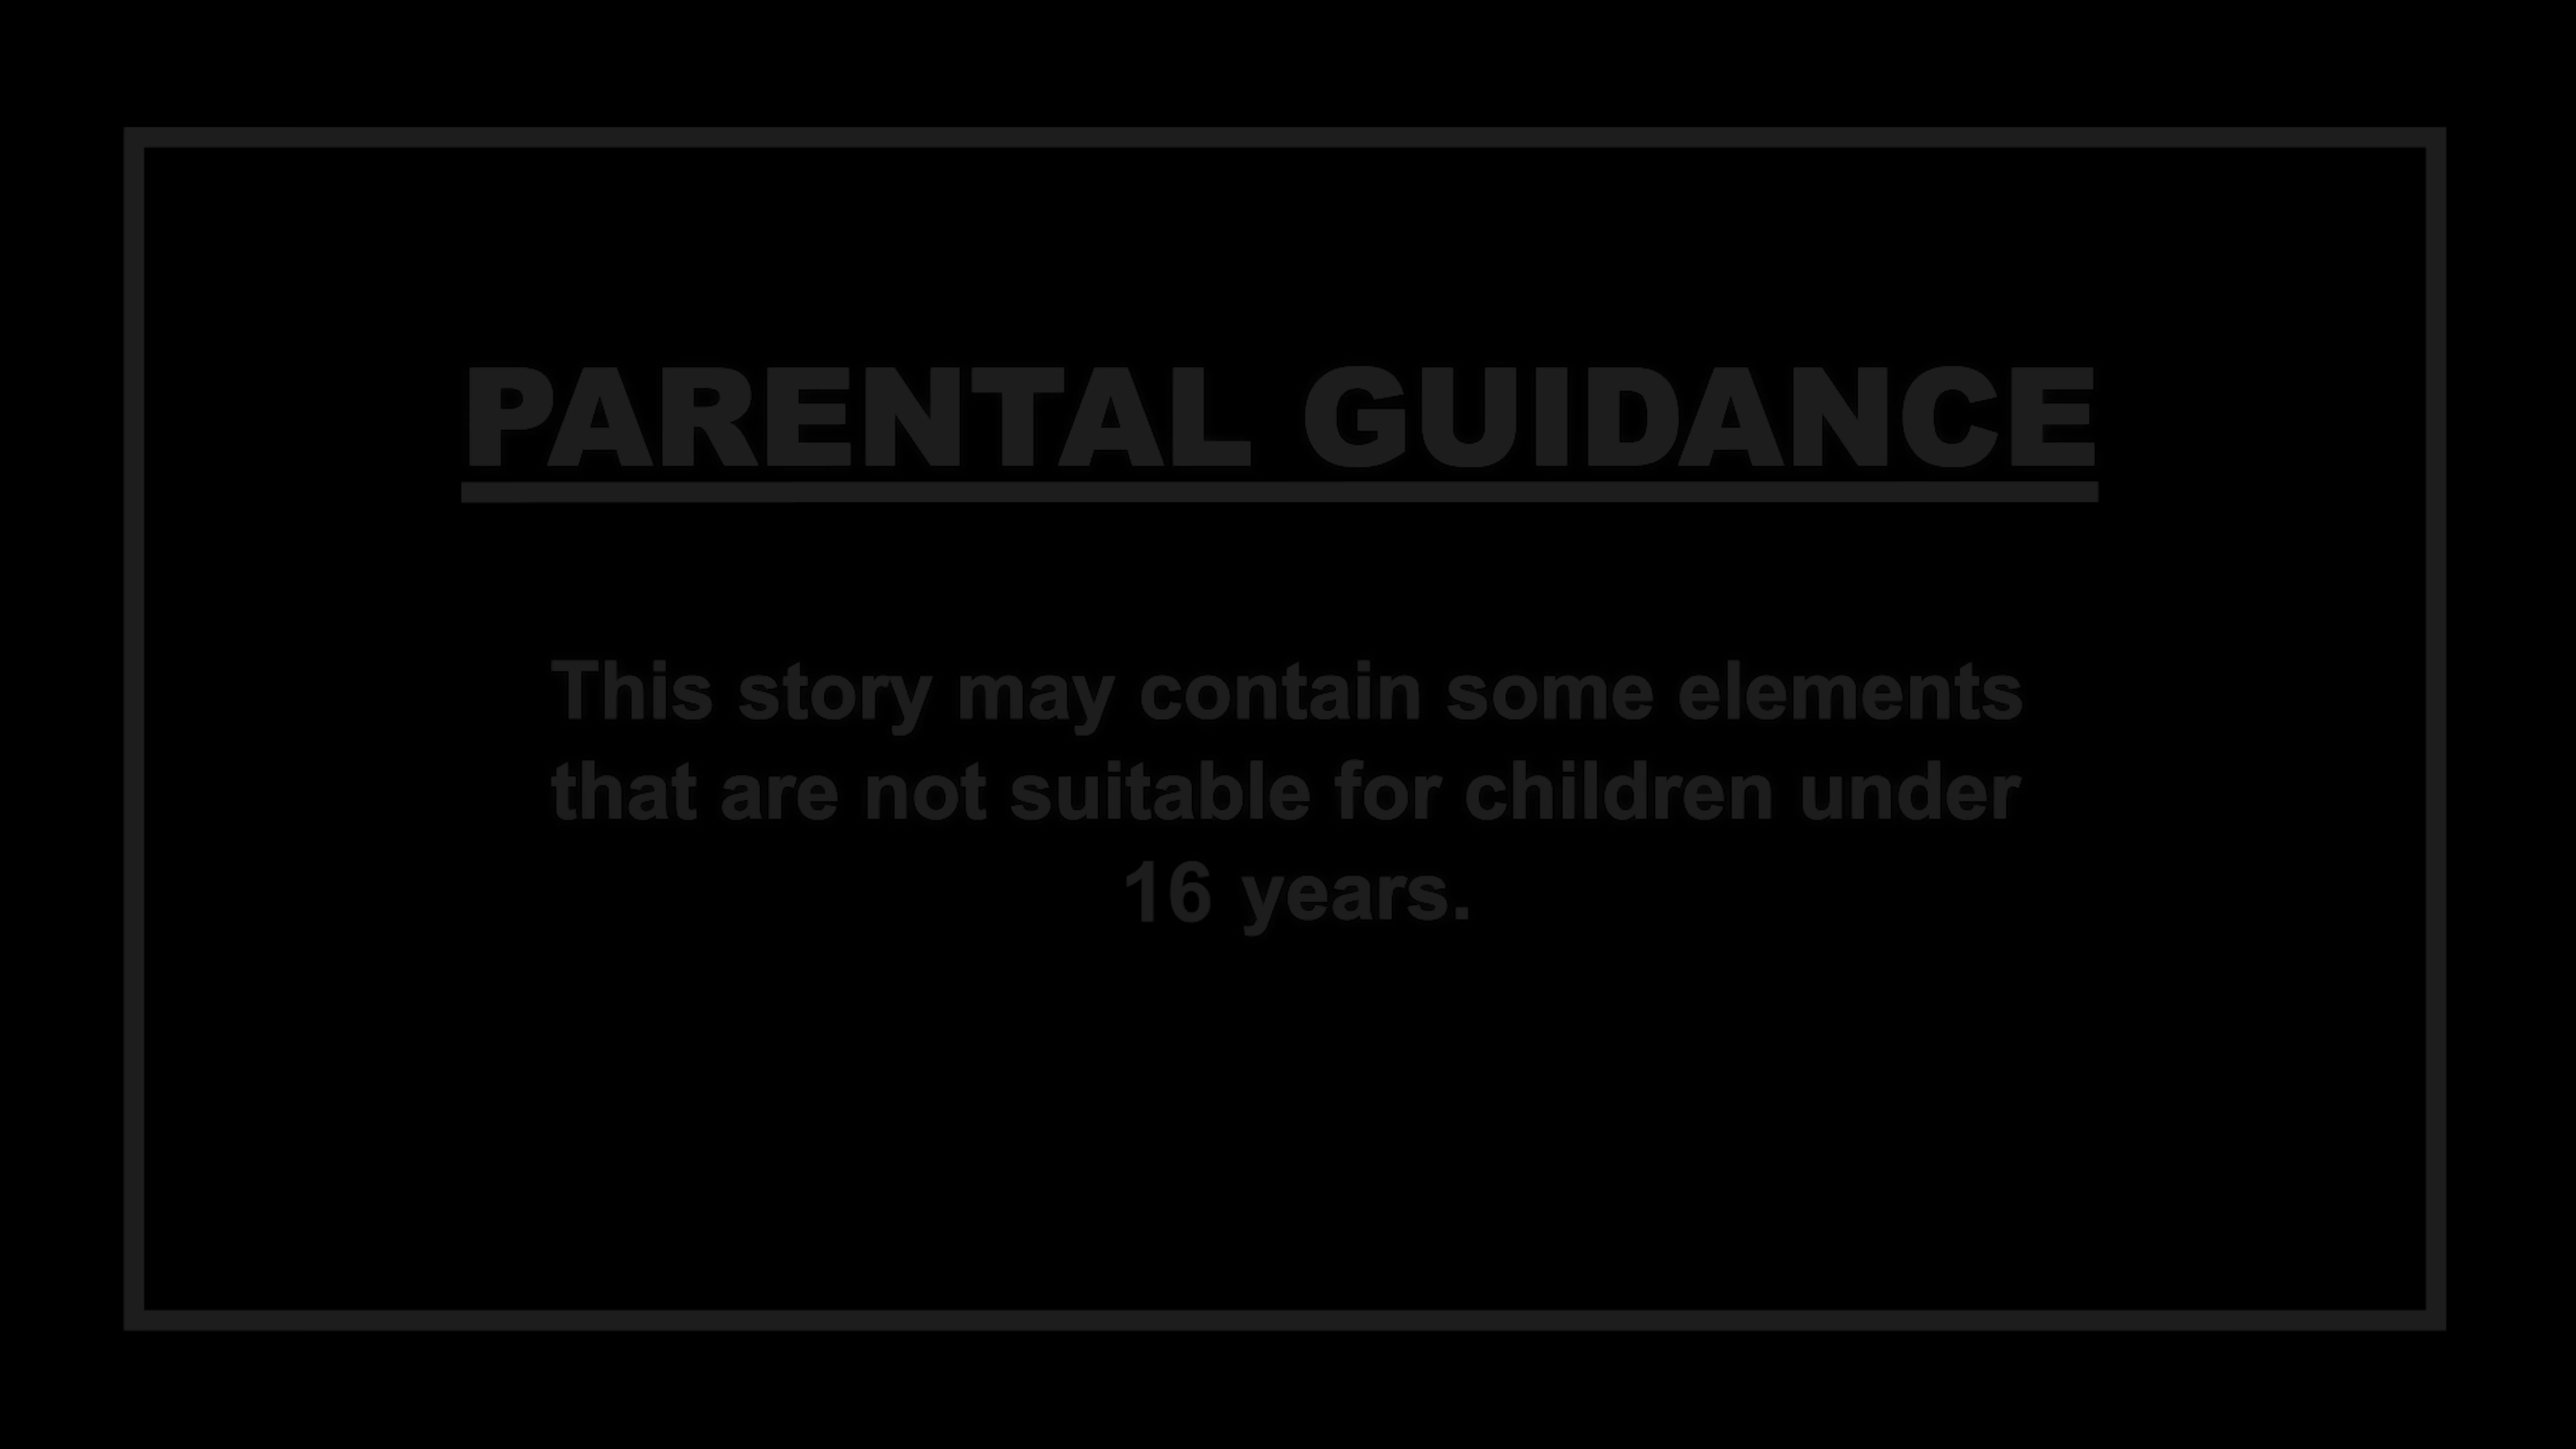 PARENTAL GUIDANCE
This story may contain some elements
that are not suitable for children under
16 years.